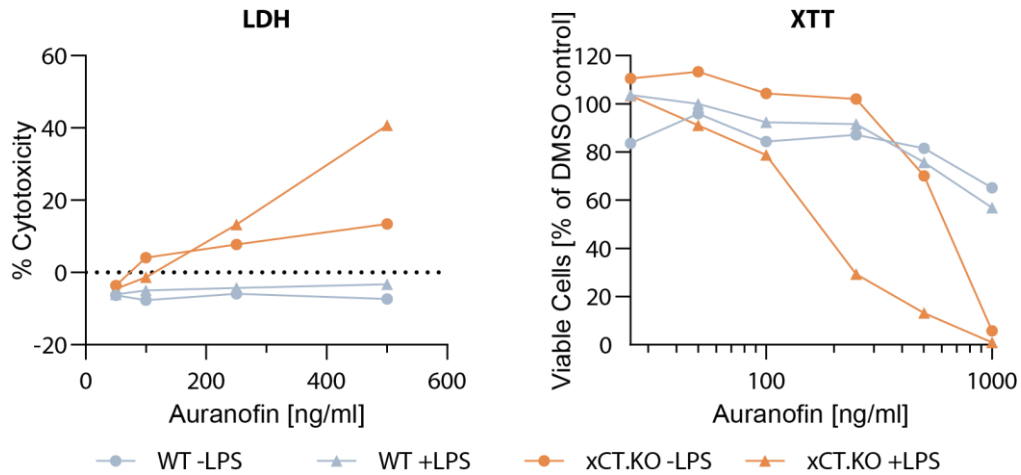 LDH
% Cytotoxicity
60
40
20
0
-20
0
200
400
600
Auranofin [ng/ml]
XTT
Viable Cells [% of DMSO control]
120
100
80
60
40
20
0
100
1000
Auranofin [ng/ml]
WT -LPS
WT +LPS
xCT.KO -LPS
xCT.KO +LPS